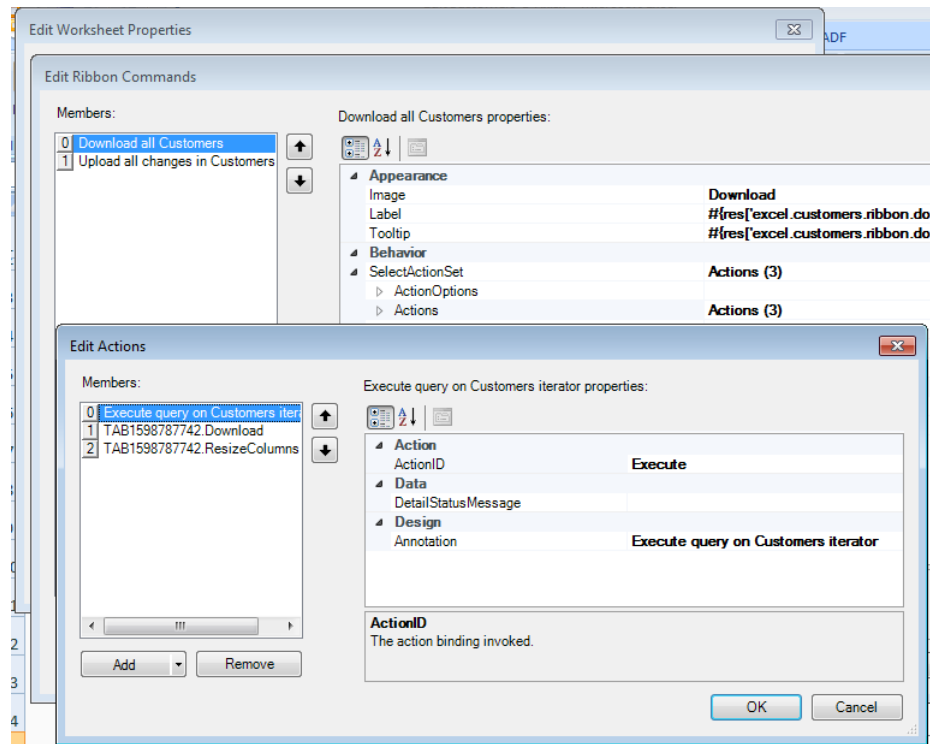 Edit Worksheet Properties
ADF
Edit Ribbon Commands
Members:
Download all Customers properties:
0 Download all Customers
1 Upload all changes in Customers
Appearance
Image Download
Label #{res['excel.customers.ribbon.do
Tooltip #{res['excel.customers.ribbon.do
Behavior
SelectActionSet Actions (3)
ActionOptions
Actions Actions (3)
Edit Actions
Members:
Execute query on Customers iterator properties:
0 Execute query on Customers itera
1 TAB1598787742.Download
2 TAB1598787742.ResizeColumns
Action
ActionID Execute
Data
DetailStatusMessage
Design
Annotation Execute query on Customers iterator
ActionID
The action binding invoked.
Add
Remove
OK
Cancel
2
3
4